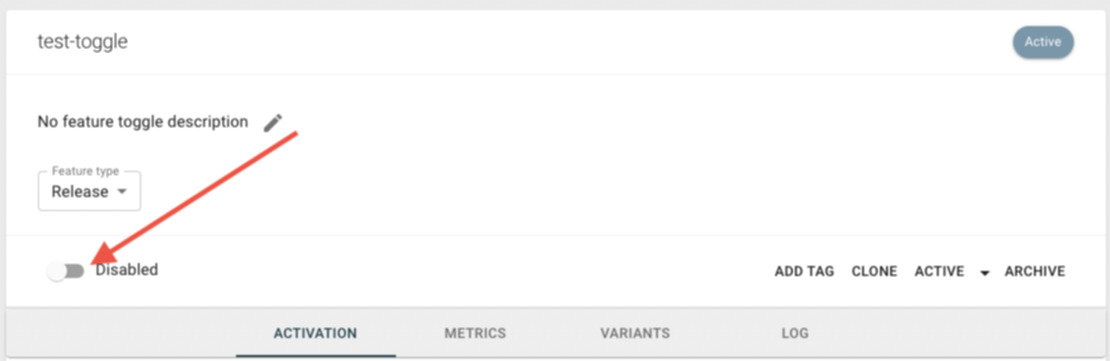 test-toggle
Active
No feature toggle description
Feature type
Release
Disabled
ADD TAG CLONE ACTIVE ARCHIVE
ACTIVATION METRICS VARIANTS LOG